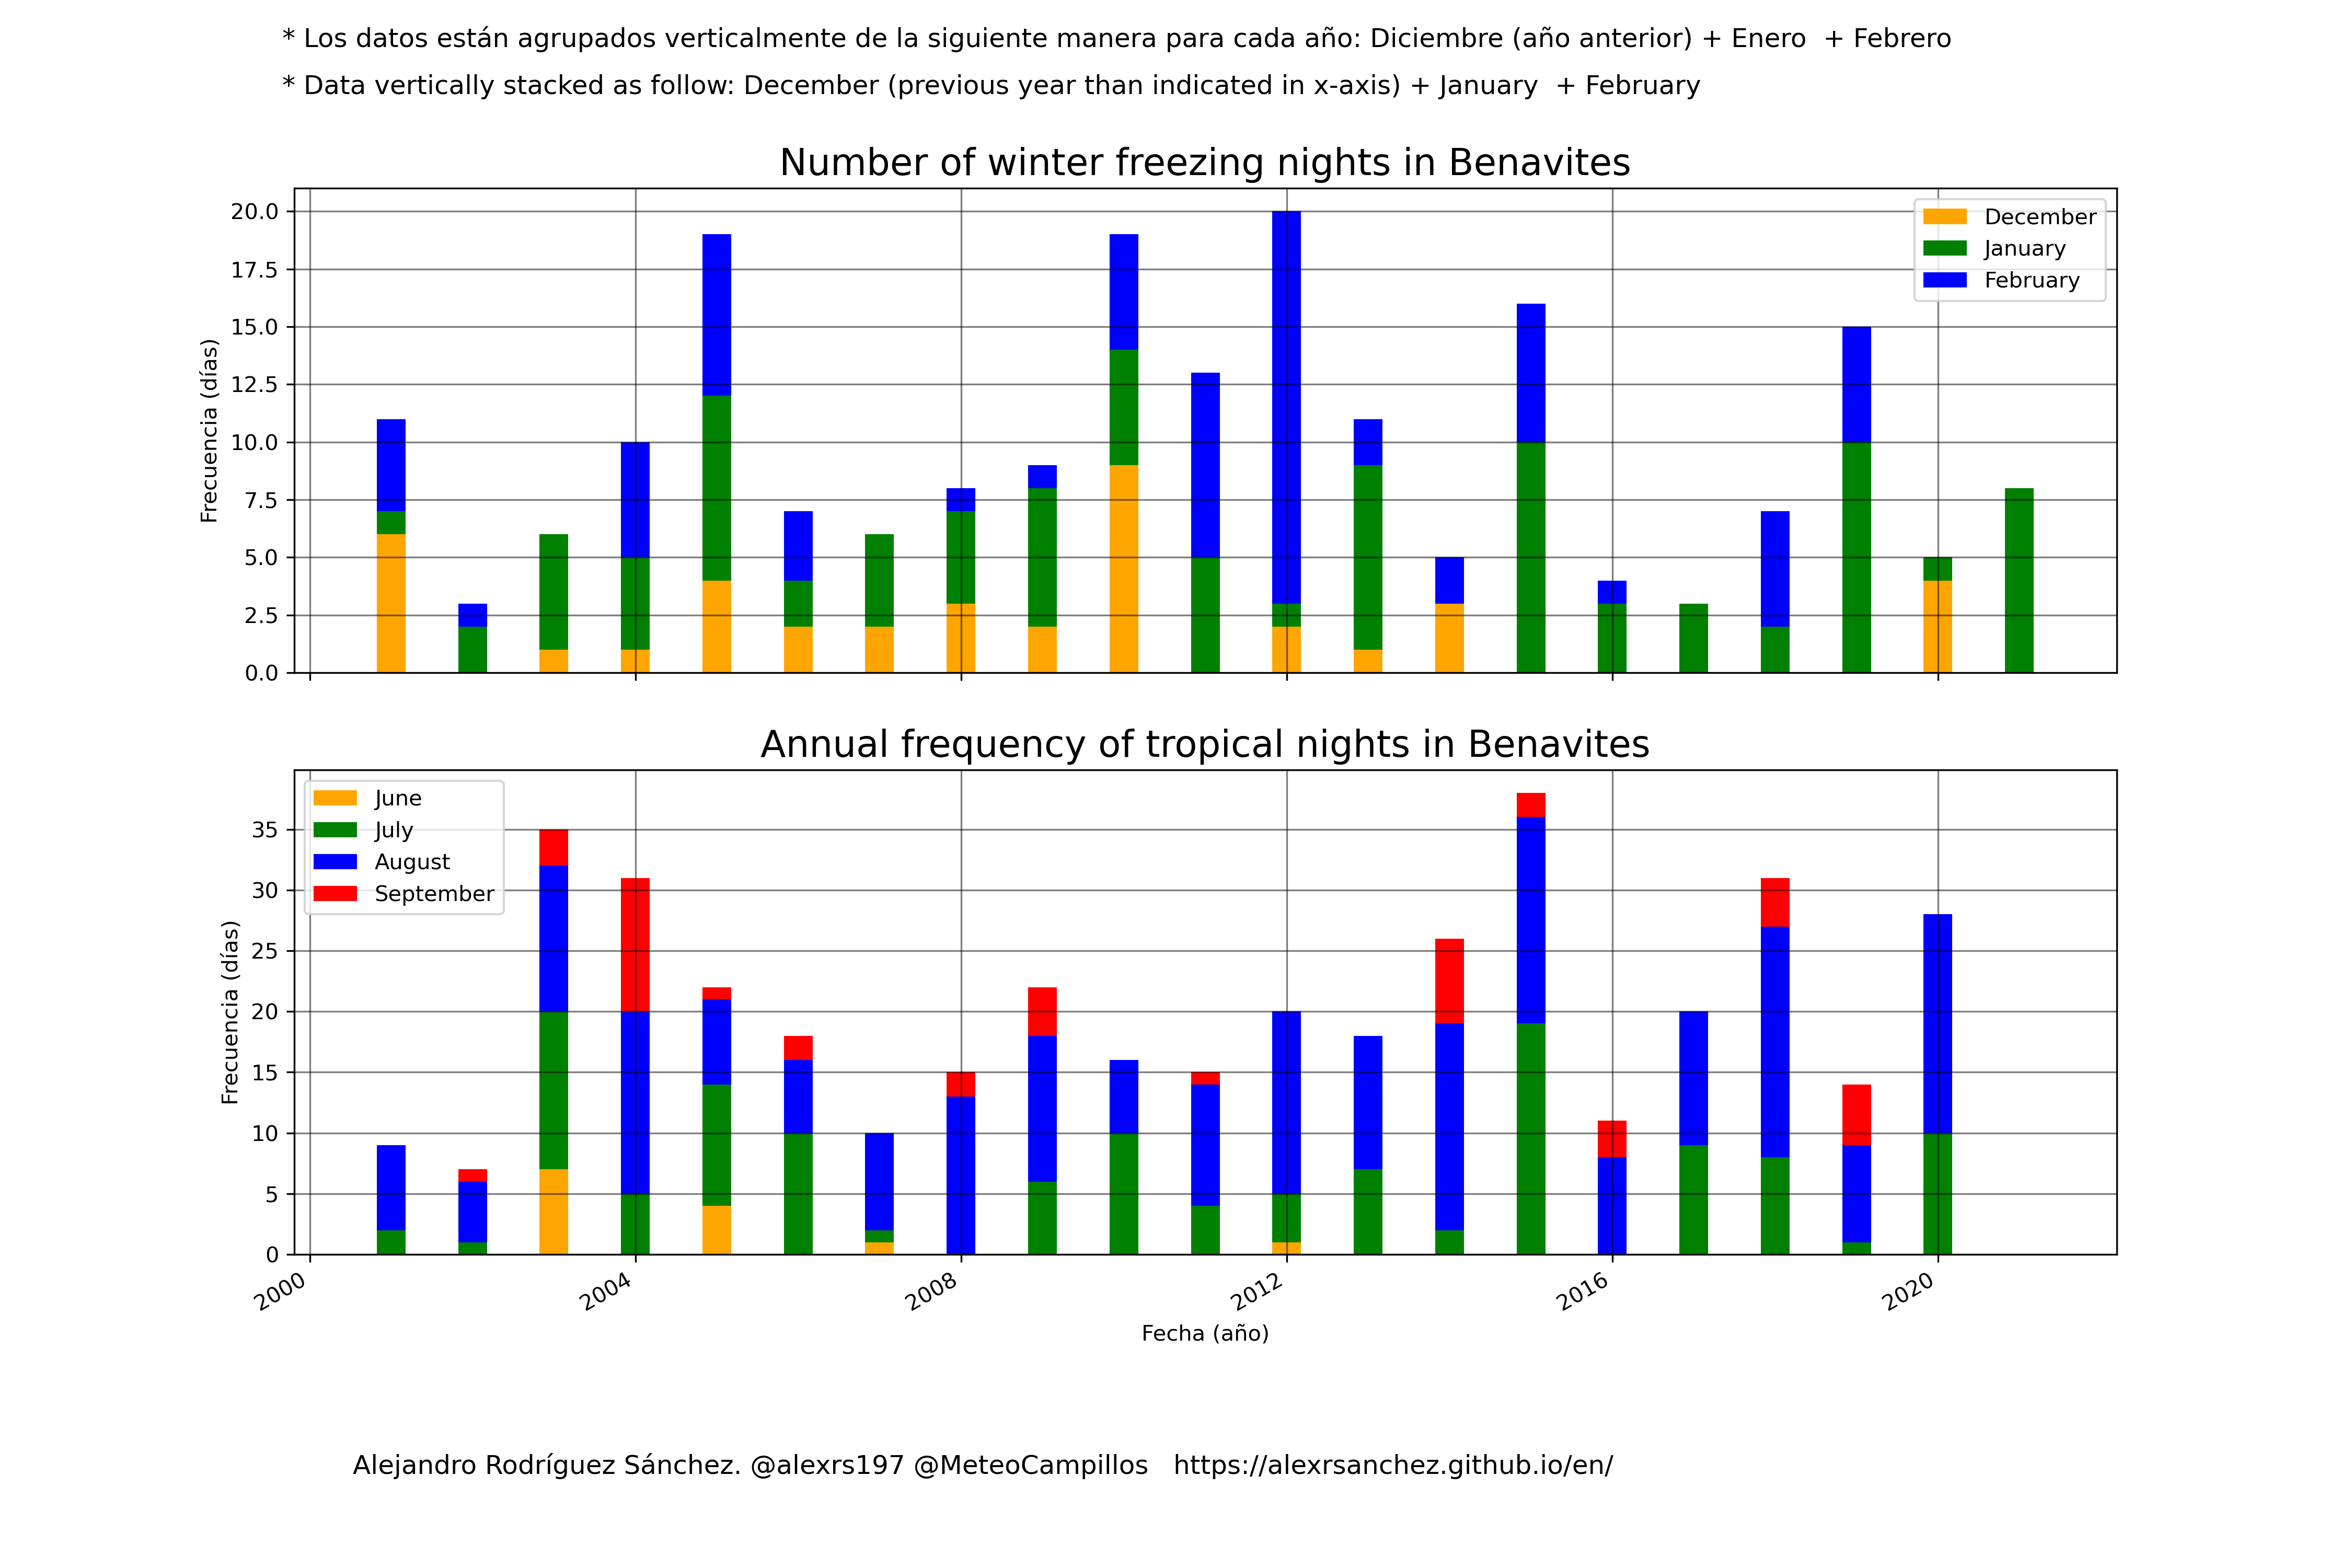 * Los datos están agrupados verticalmente de la siguiente manera para cada año: Diciembre (año anterior) + Enero  + Febrero
* Data vertically stacked as follow: December (previous year than indicated in x-axis) + January  + February
Number of winter freezing nights in Benavites
20.0
17.5
15.0
12.5
10.0
7.5
5.0
2.5
0.0
Frecuencia (días)
December
January
February
Annual frequency of tropical nights in Benavites
35
30
25
20
15
10
5
0
Frecuencia (días)
June
July
August
September
2000
2004
2008
2012
2016
2020
Fecha (año)
Alejandro Rodríguez Sánchez. @alexrs197 @MeteoCampillos   https://alexrsanchez.github.io/en/